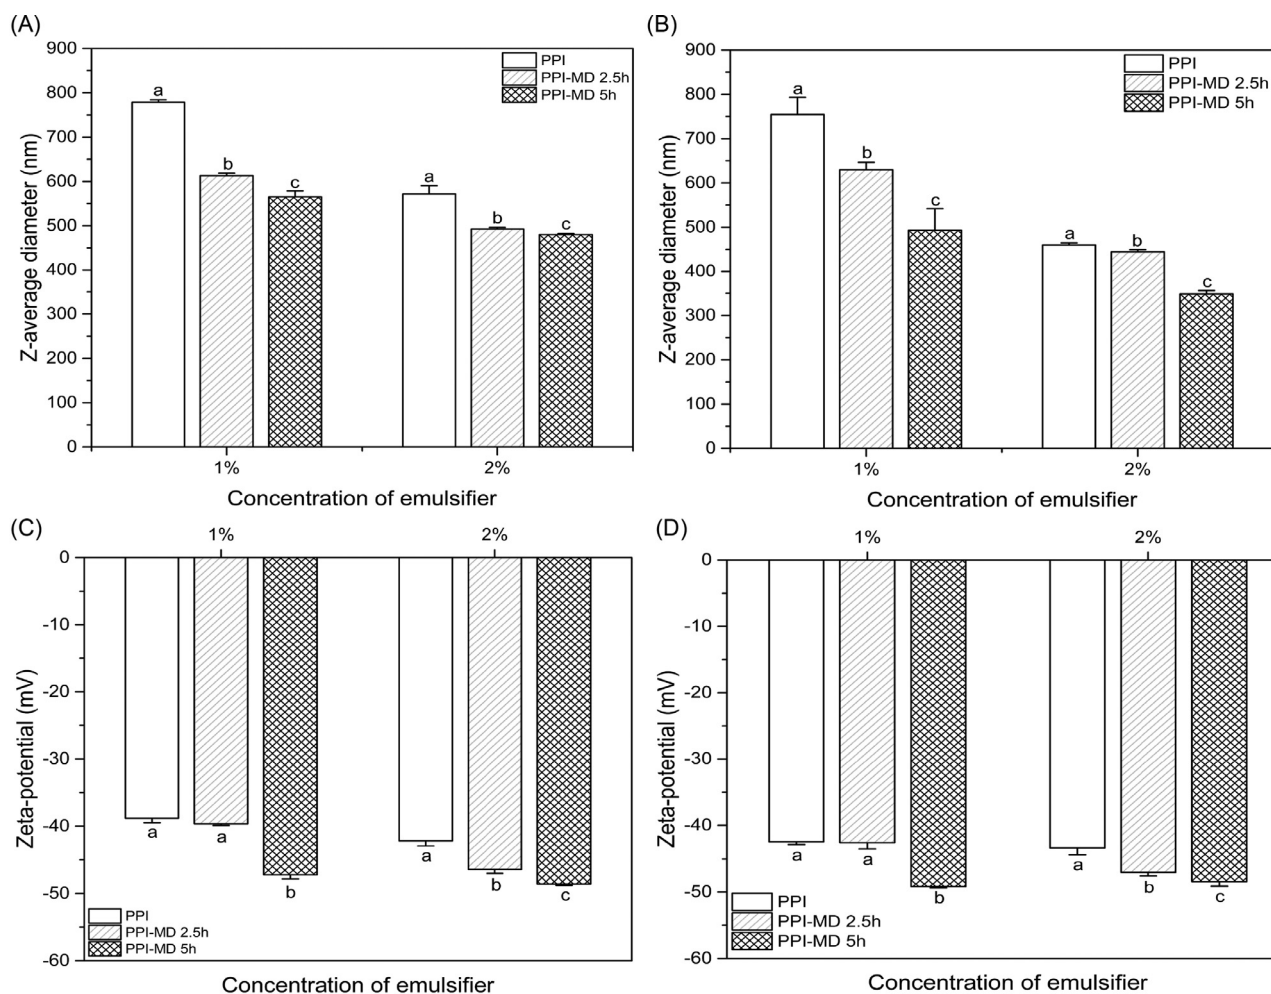 (A)
900
800
700
600
500
400
300
200
100
0
Z-average diameter (nm)
PPI
PPI-MD 2.5h
PPI-MD 5h
a
b
c
a
b
c
1%
2%
Concentration of emulsifier
(B)
900
800
700
600
500
400
300
200
100
0
Z-average diameter (nm)
PPI
PPI-MD 2.5h
PPI-MD 5h
a
b
c
a
b
c
1%
2%
Concentration of emulsifier
(C)
1%
2%
0
-10
-20
-30
-40
-50
-60
Zeta-potential (mV)
a
a
b
a
b
c
PPI
PPI-MD 2.5h
PPI-MD 5h
Concentration of emulsifier
(D)
1%
2%
0
-10
-20
-30
-40
-50
-60
Zeta-potential (mV)
a
a
b
a
b
c
PPI
PPI-MD 2.5h
PPI-MD 5h
Concentration of emulsifier